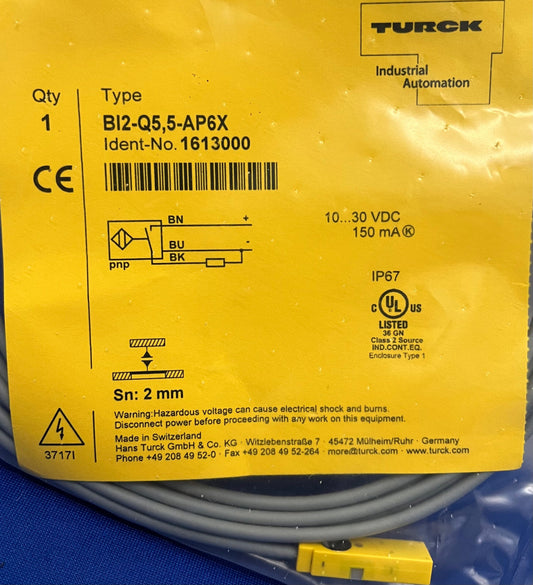 TURCK
Industrial
Automation
Qty Type
1 BI2-Q5,5-AP6X
Ident-No. 1613000
CE
BN +
BU -
BK
pnp
10...30 VDC
150 mA Ⓚ
IP67
C UL US
LISTED
36 GN
Class 2 Source
IND.CONT.EQ.
Enclosure Type 1
Sn: 2 mm
Warning:Hazardous voltage can cause electrical shock and burns.
Disconnect power before proceeding with any work on this equipment.
Made in Switzerland
Hans Turck GmbH & Co. KG · Witzlebenstraße 7 · 45472 Mülheim/Ruhr · Germany
Phone +49 208 49 52-0 · Fax +49 208 49 52-264 · more@turck.com · www.turck.com
3717I